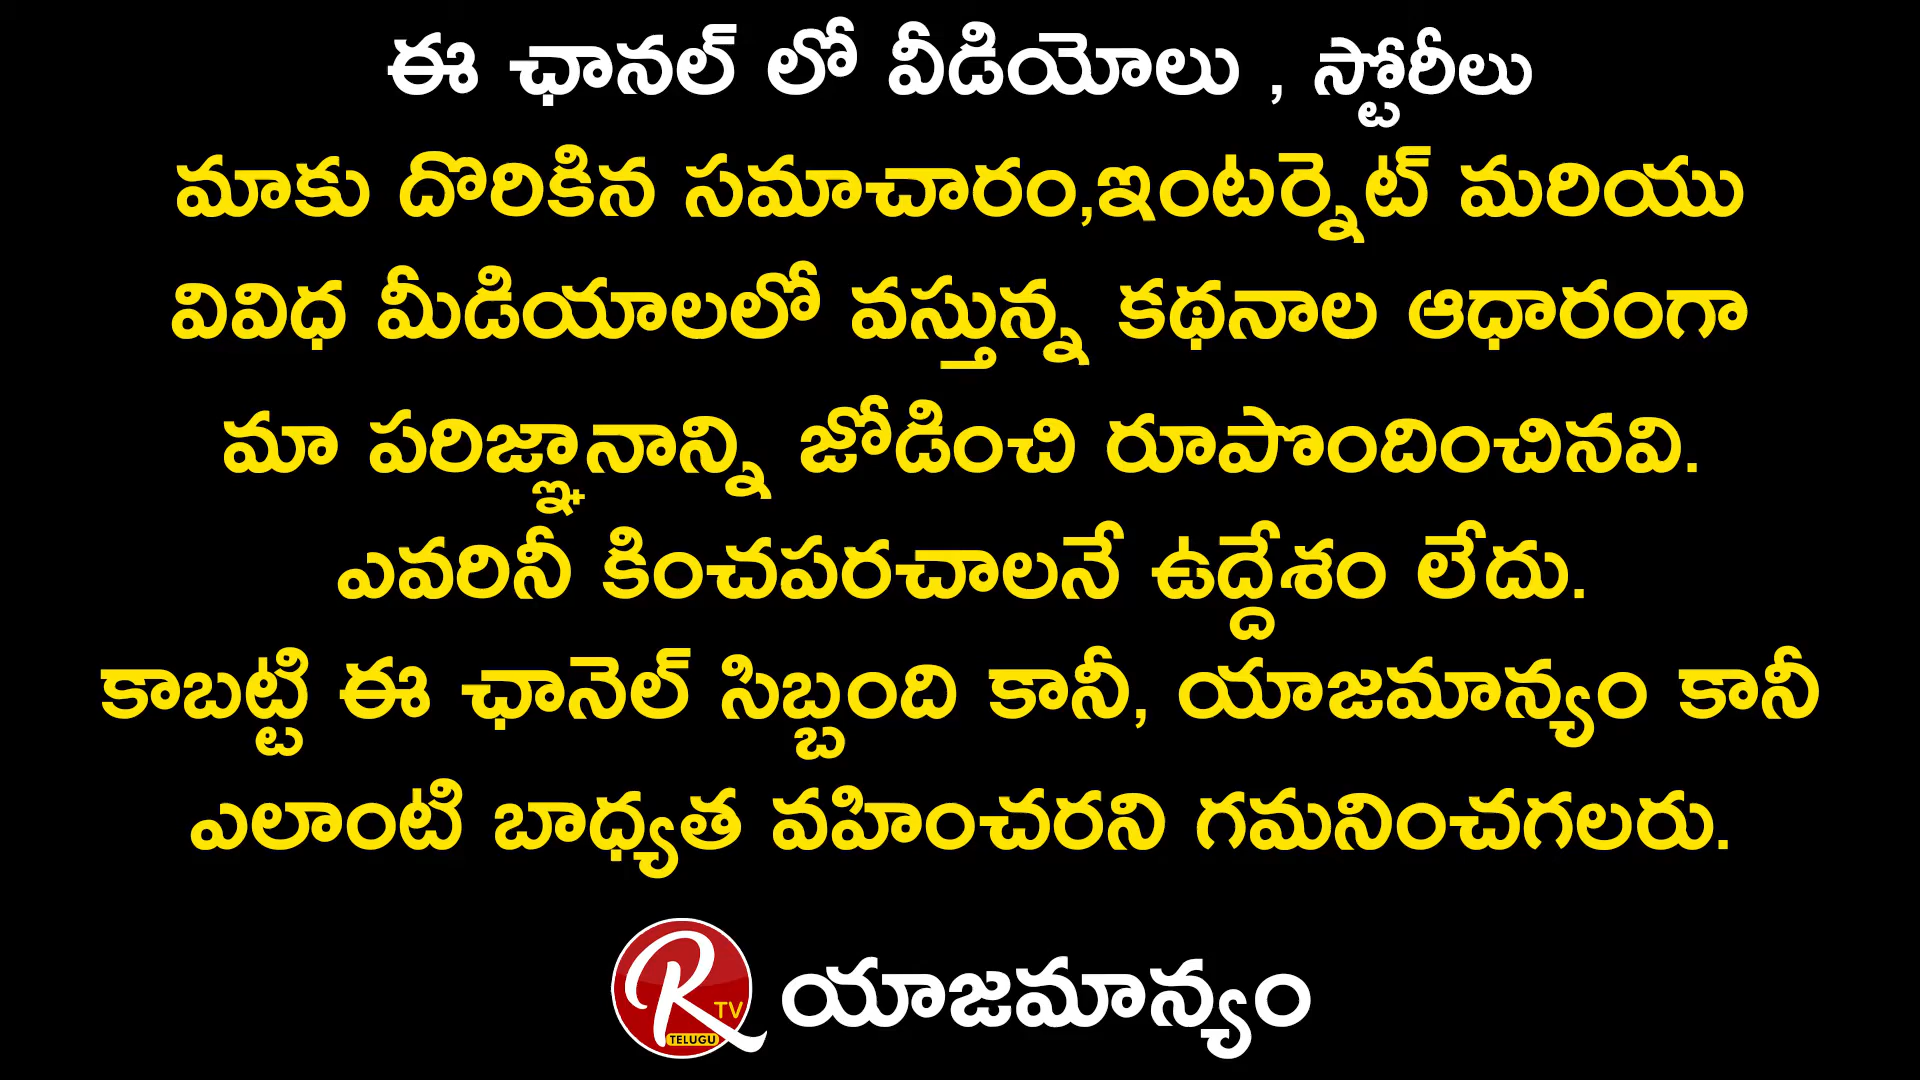 ఈ ఛానల్ లో వీడియోలు , స్టోరీలు
మాకు దొరికిన సమాచారం,ఇంటర్నెట్ మరియు
వివిధ మీడియాలలో వస్తున్న కథనాల ఆధారంగా
మా పరిజ్ఞానాన్ని జోడించి రూపొందించినవి.
ఎవరినీ కించపరచాలనే ఉద్దేశం లేదు.
కాబట్టి ఈ ఛానెల్ సిబ్బంది కానీ, యాజమాన్యం కానీ
ఎలాంటి బాధ్యత వహించరని గమనించగలరు.
R TV TELUGU యాజమాన్యం